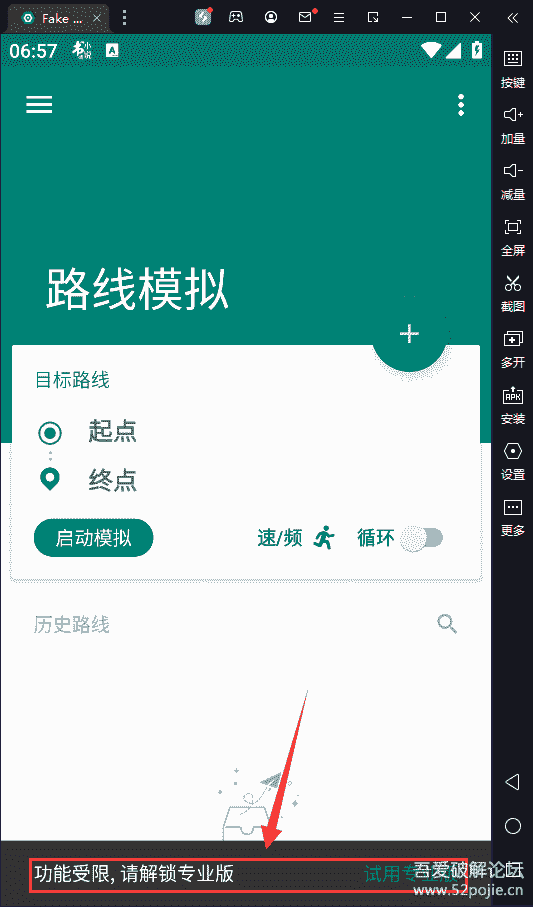 Fake ...
06:57
A
按键
加量
减量
全屏
截图
多开
APK
安装
设置
更多
路线模拟
目标路线
起点
终点
启动模拟
速/频
循环
历史路线
功能受限, 请解锁专业版
试用专业版
吾爱破解论坛
www.52pojie.cn